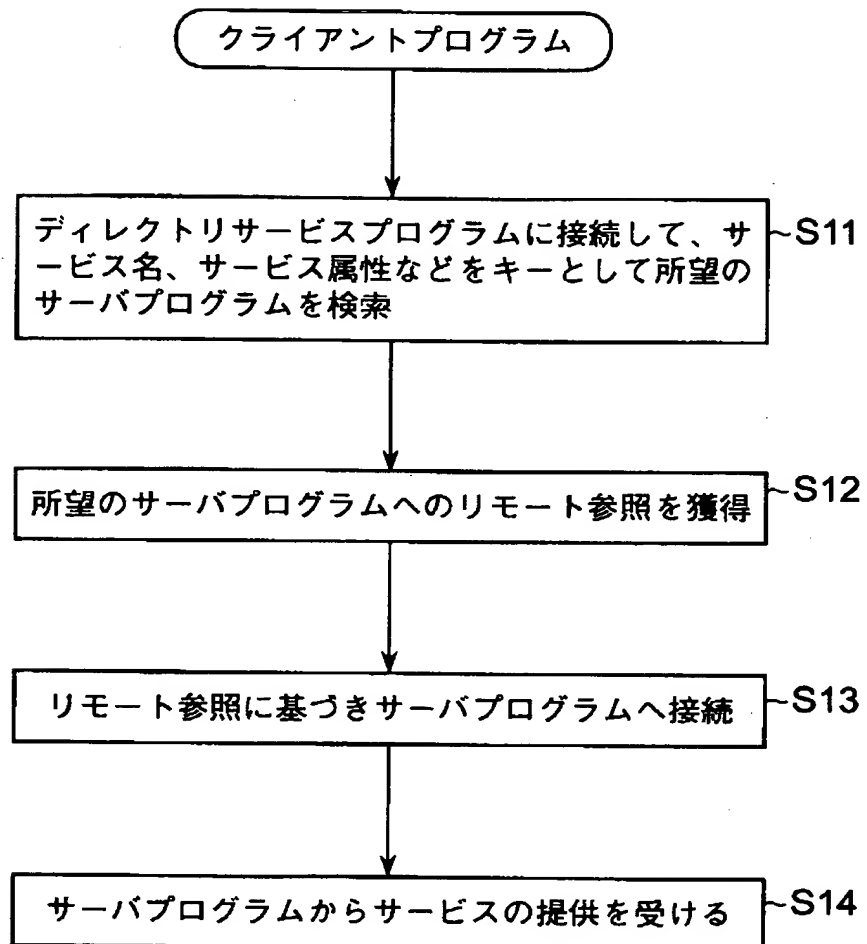 クライアントプログラム
ディレクトリサービスプログラムに接続して、サ
ービス名、サービス属性などをキーとして所望の
サーバプログラムを検索
~S11
所望のサーバプログラムへのリモート参照を獲得
~S12
リモート参照に基づきサーバプログラムへ接続
~S13
サーバプログラムからサービスの提供を受ける
~S14